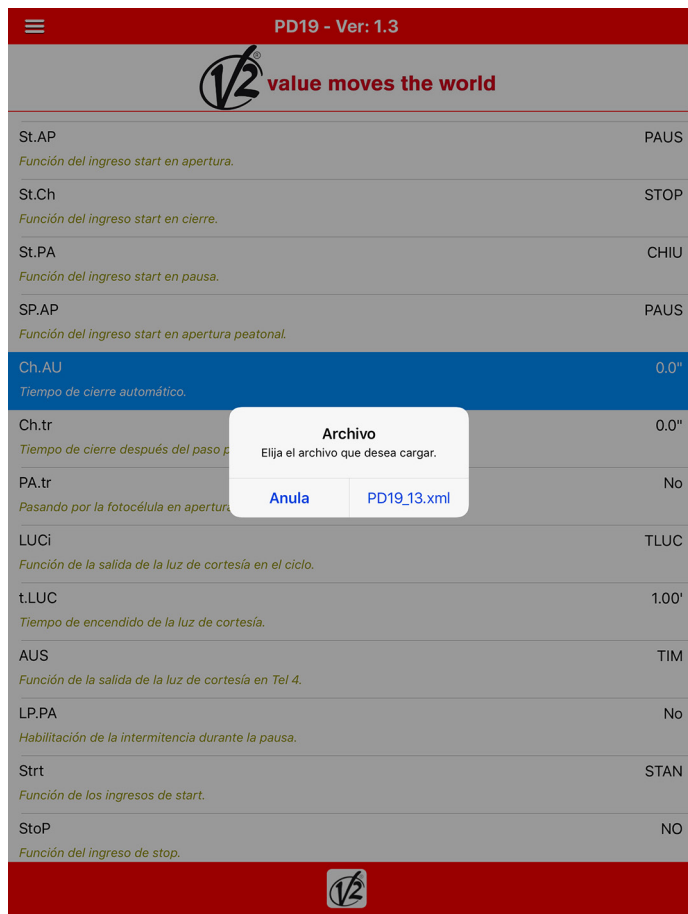 PD19 - Ver: 1.3
V2® value moves the world
St.AP PAUS
Función del ingreso start en apertura.
St.Ch STOP
Función del ingreso start en cierre.
St.PA CHIU
Función del ingreso start en pausa.
SP.AP PAUS
Función del ingreso start en apertura peatonal.
Ch.AU 0.0"
Tiempo de cierre automático.
Ch.tr 0.0"
Tiempo de cierre después del paso p
PA.tr No
Pasando por la fotocélula en apertura
Archivo
Elija el archivo que desea cargar.
Anula PD19_13.xml
LUCi TLUC
Función de la salida de la luz de cortesía en el ciclo.
t.LUC 1.00'
Tiempo de encendido de la luz de cortesía.
AUS TIM
Función de la salida de la luz de cortesía en Tel 4.
LP.PA No
Habilitación de la intermitencia durante la pausa.
Strt STAN
Función de los ingresos de start.
StoP NO
Función del ingreso de stop.
V2